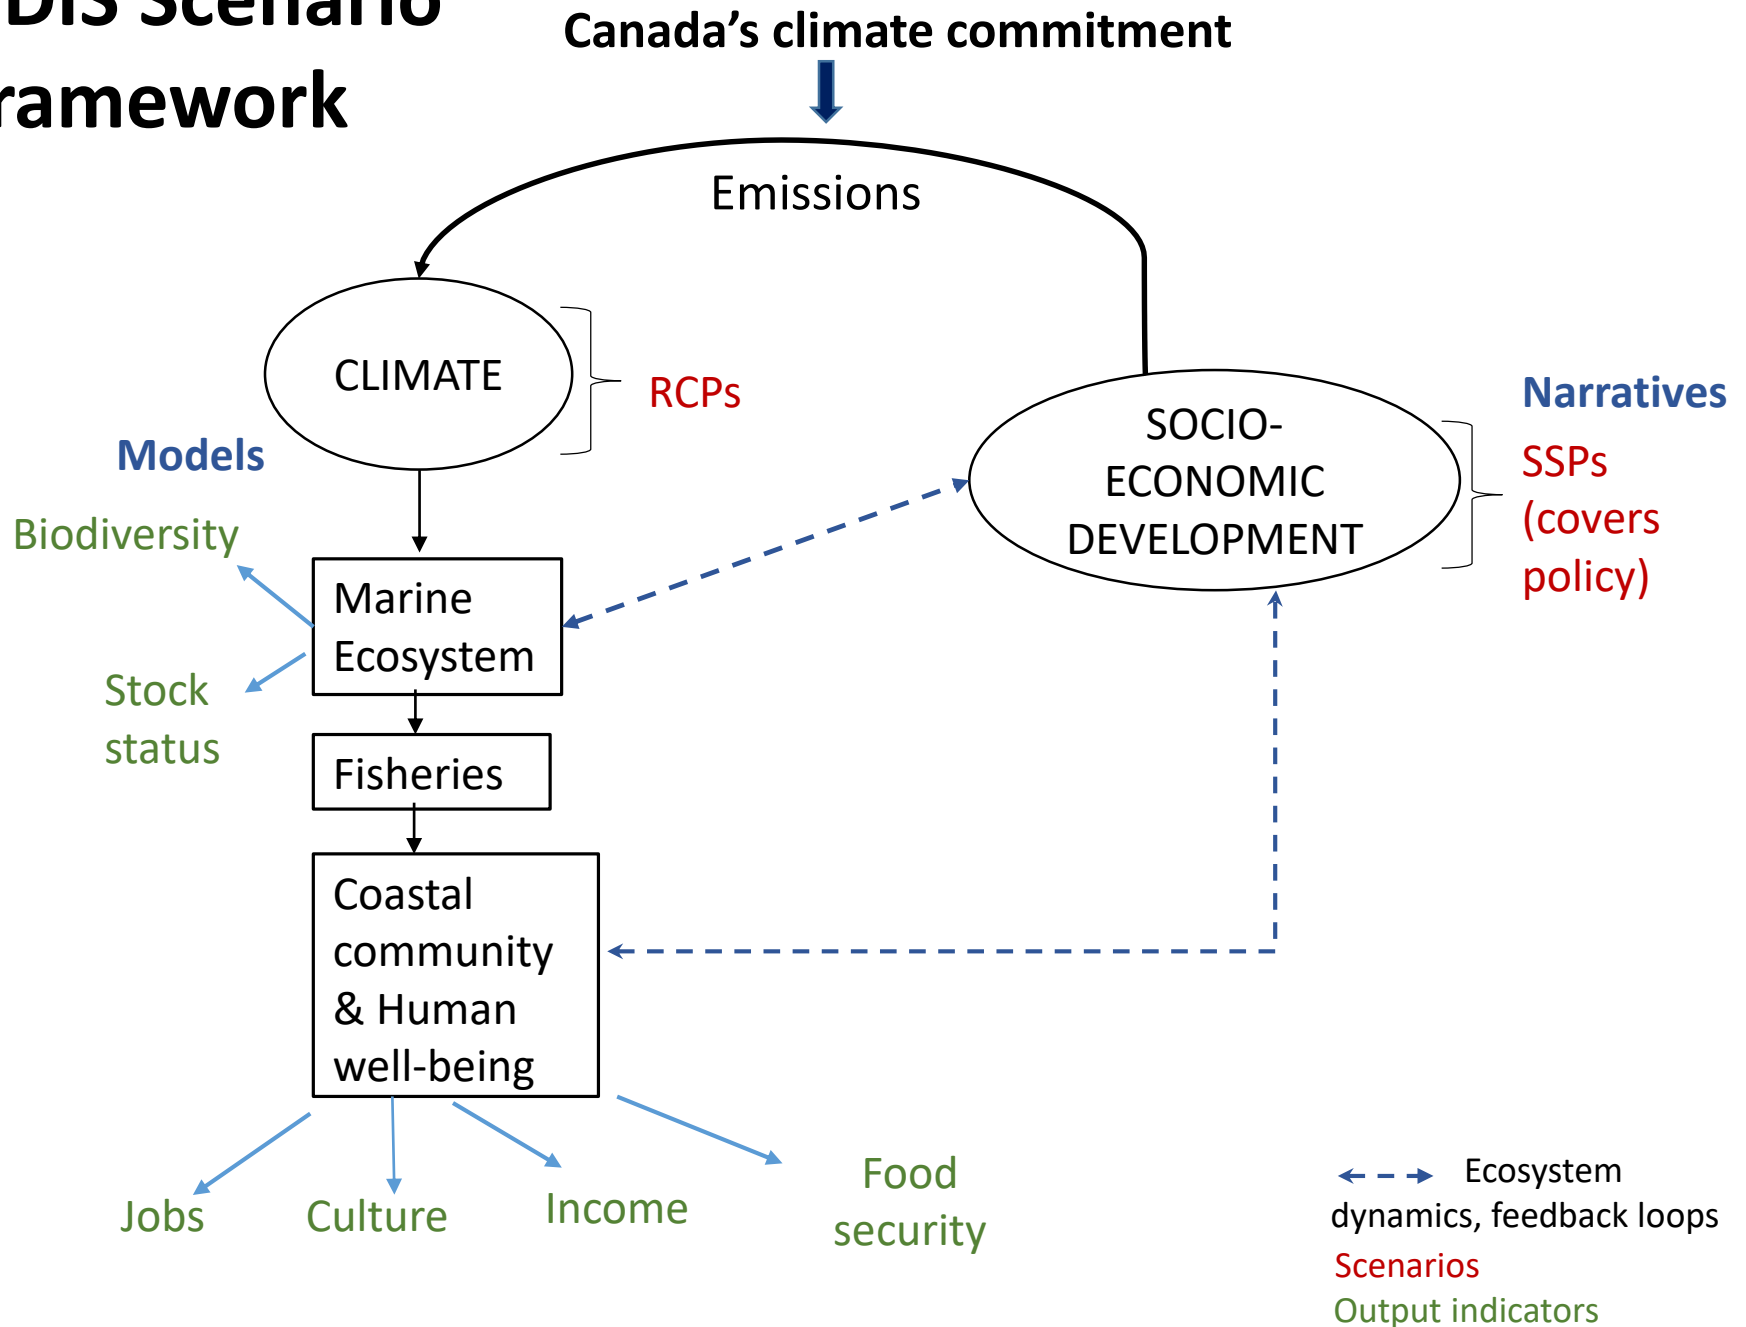 DIS Scenario
ramework
Canada's climate commitment
Emissions
CLIMATE
RCPs
Models
Narratives
SSPs
(covers
policy)
SOCIO-
ECONOMIC
DEVELOPMENT
Biodiversity
Marine
Ecosystem
Stock
status
Fisheries
Coastal
community
& Human
well-being
Jobs
Culture
Income
Food
security
Ecosystem
dynamics, feedback loops
Scenarios
Output indicators